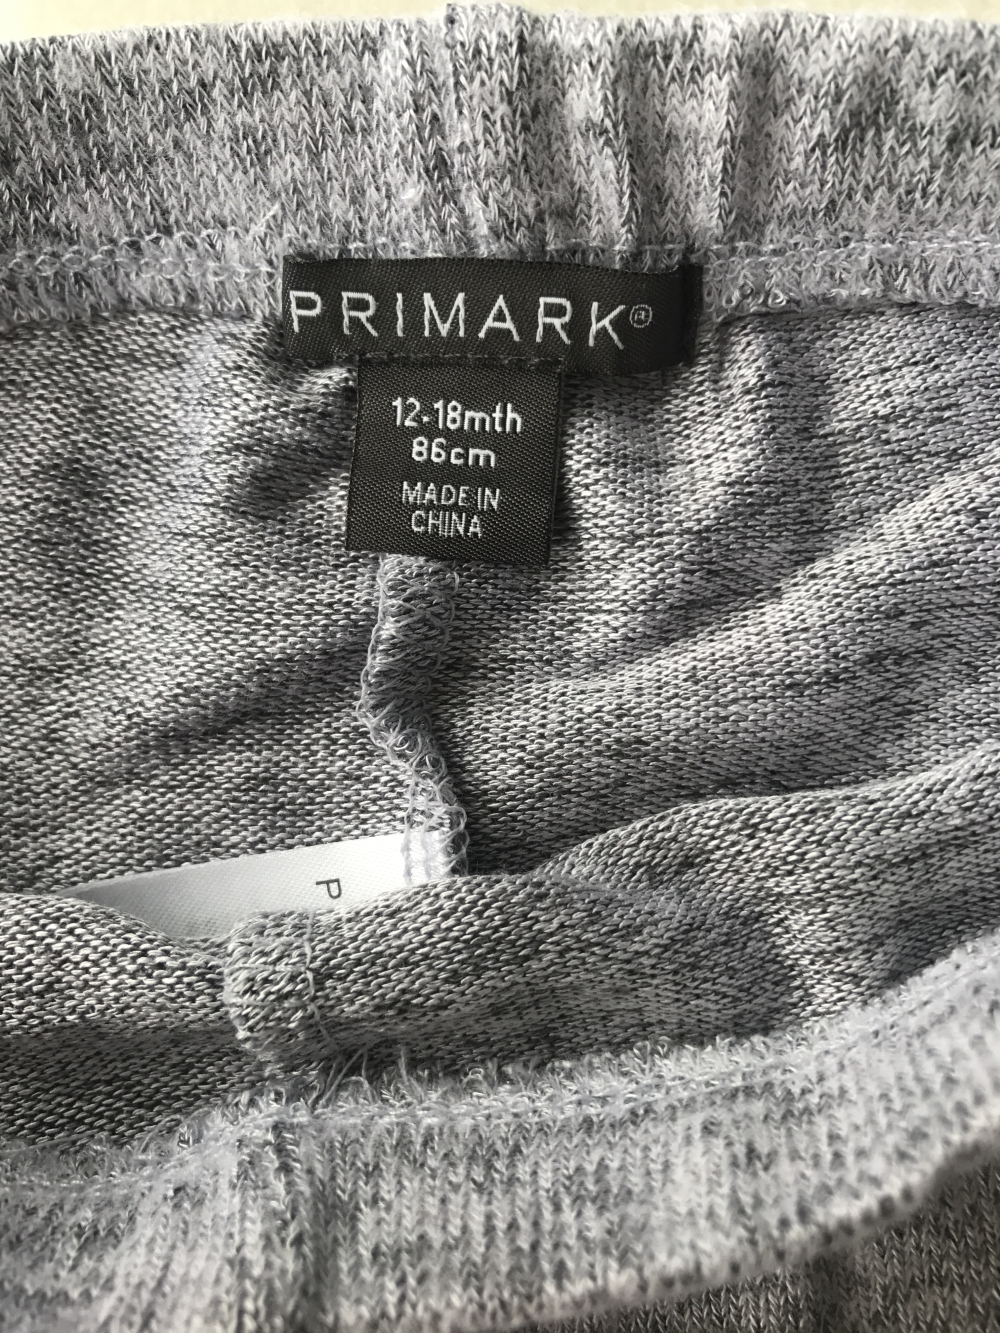 PRIMARK®
12-18mth
86cm
MADE IN
CHINA
P